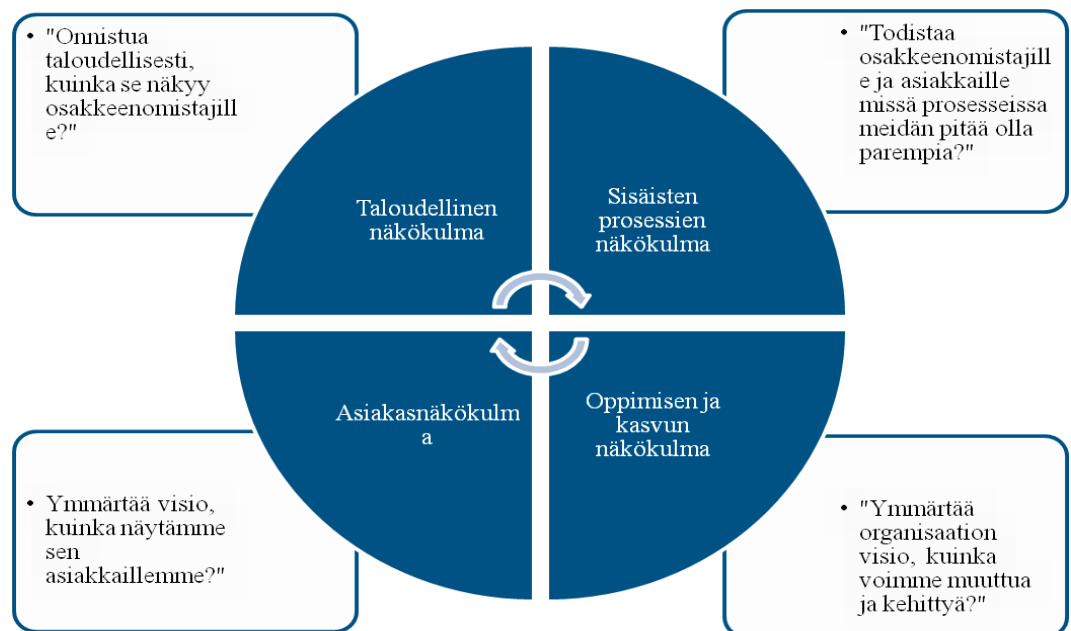 • "Onnistua
taloudellisesti,
kuinka se näkyy
osakkeenomistajill
e?"
• "Todistaa
osakkeenomistajill
e ja asiakkaille
missä prosesseissa
meidän pitää olla
parempia?"
Taloudellinen
näkökulma
Sisäisten
prosessien
näkökulma
Asiakasnäkökulm
a
Oppimisen ja
kasvun
näkökulma
• Ymmärtää visio,
kuinka näytämme
sen
asiakkaillemme?"
• "Ymmärtää
organisaation
visio, kuinka
voimme muuttua
ja kehittyä?"